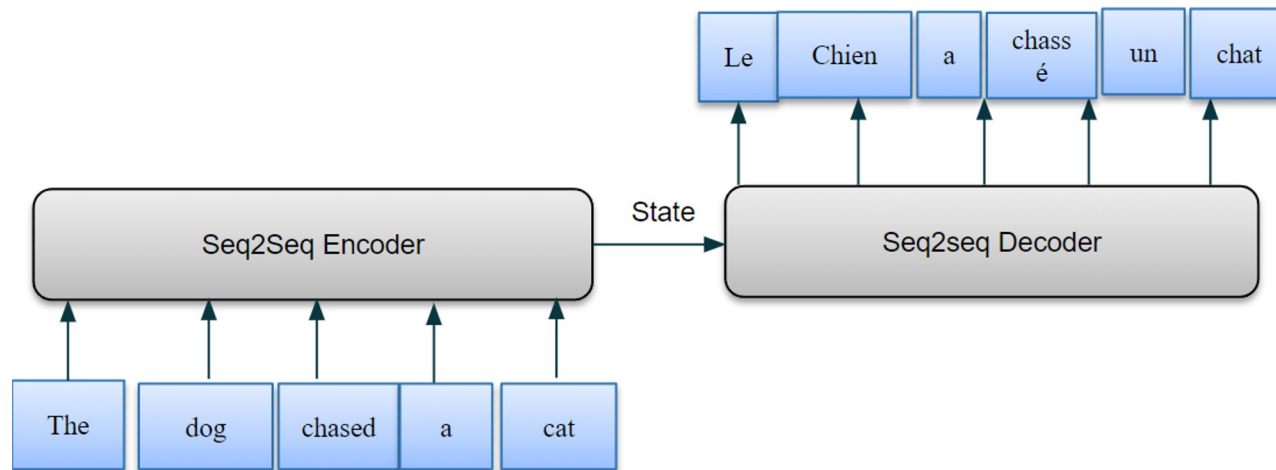 Le Chien a chass un chat
é
State
Seq2Seq Encoder Seq2seq Decoder
The dog chased a cat